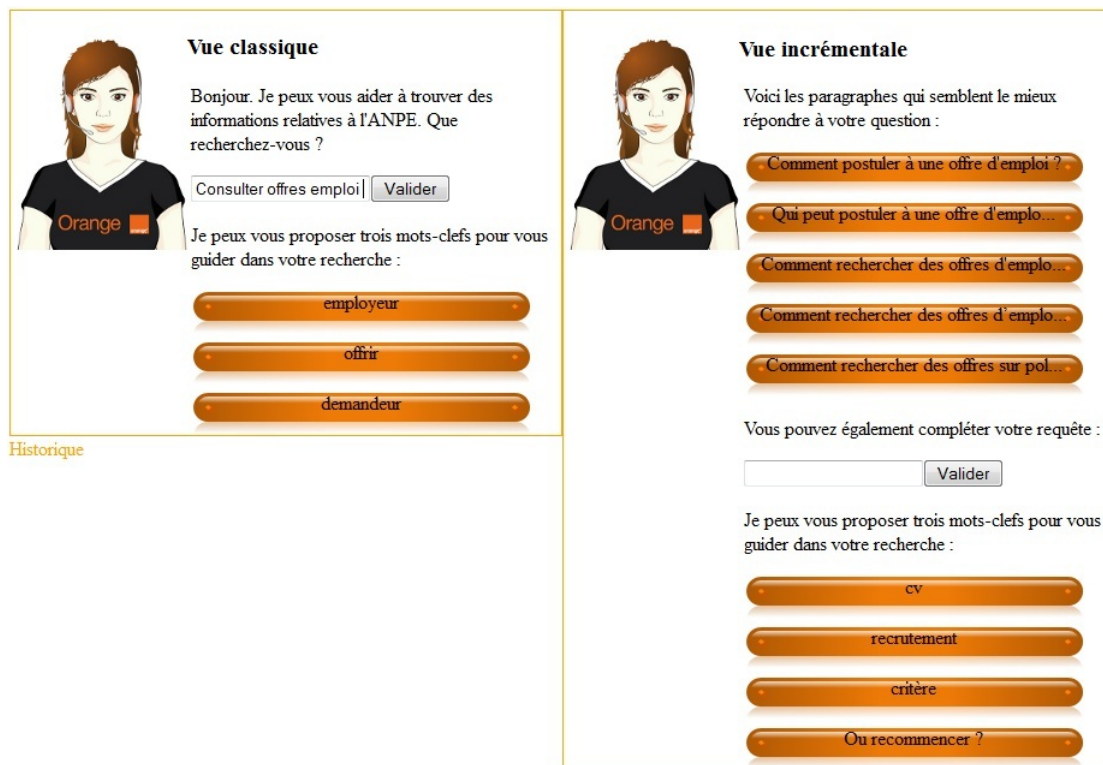 Vue classique
Bonjour. Je peux vous aider à trouver des
informations relatives à l'ANPE. Que
recherchez-vous ?
Consulter offres emploi Valider
Orange
orange
Je peux vous proposer trois mots-clefs pour vous
guider dans votre recherche :
employeur
offrir
demandeur
Historique
Vue incrémentale
Voici les paragraphes qui semblent le mieux
répondre à votre question :
Comment postuler à une offre d'emploi ?
Qui peut postuler à une offre d'emplo...
Orange
orange
Comment rechercher des offres d'emplo...
Comment rechercher des offres d'emplo...
Comment rechercher des offres sur pol...
Vous pouvez également compléter votre requête :
Valider
Je peux vous proposer trois mots-clefs pour vous
guider dans votre recherche :
cv
recrutement
critère
Ou recommencer ?